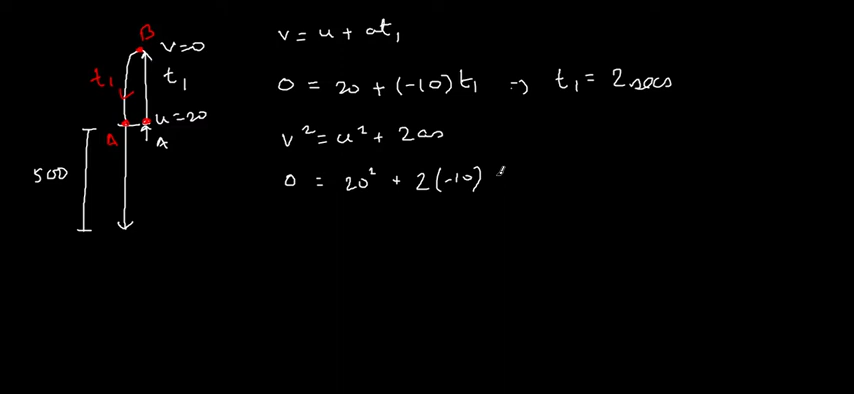 B
v=0
t₁
t₁
u=20
A
A
500
v = u + at₁
0 = 20 + (-10)t₁ → t₁ = 2 secs
v² = u² + 2as
0 = 20² + 2(-10)